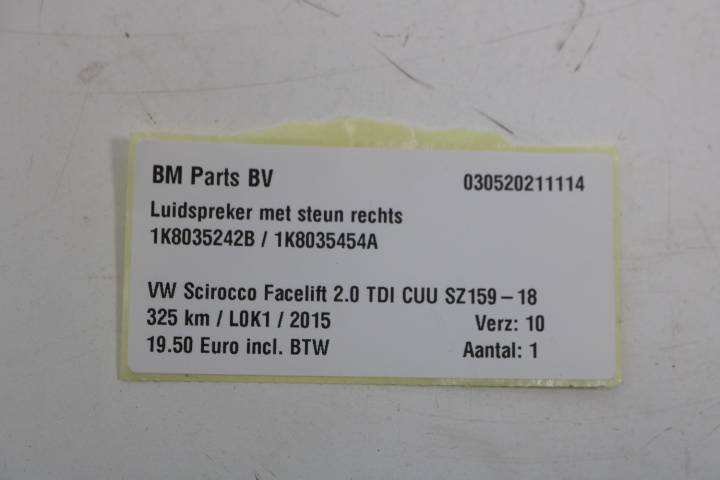 BM Parts BV 030520211114
Luidspreker met steun rechts
1K8035242B / 1K8035454A
VW Scirocco Facelift 2.0 TDI CUU SZ159 – 18
325 km / L0K1 / 2015 Verz: 10
19.50 Euro incl. BTW Aantal: 1